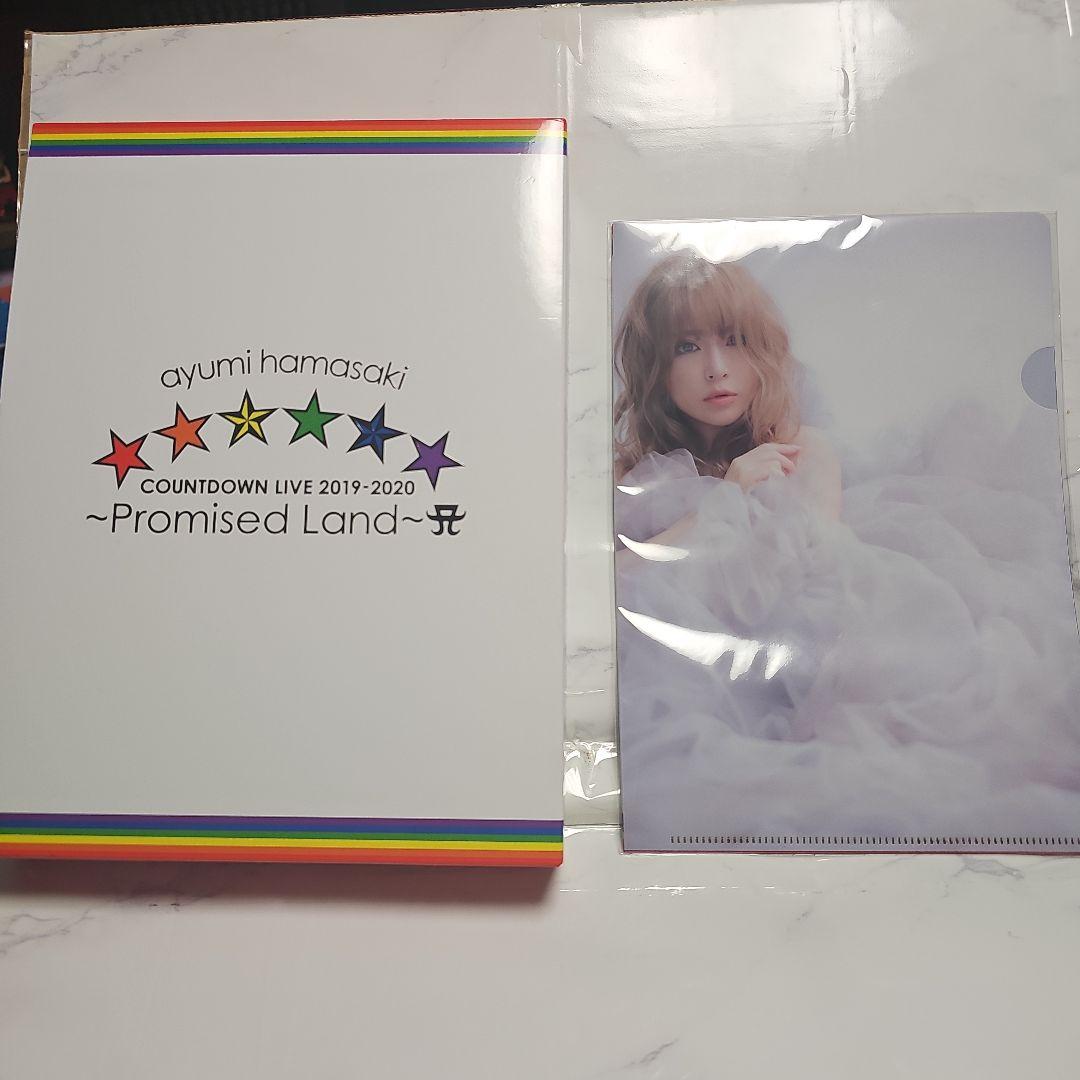 ayumi hamasaki
COUNTDOWN LIVE 2019-2020
~Promised Land~